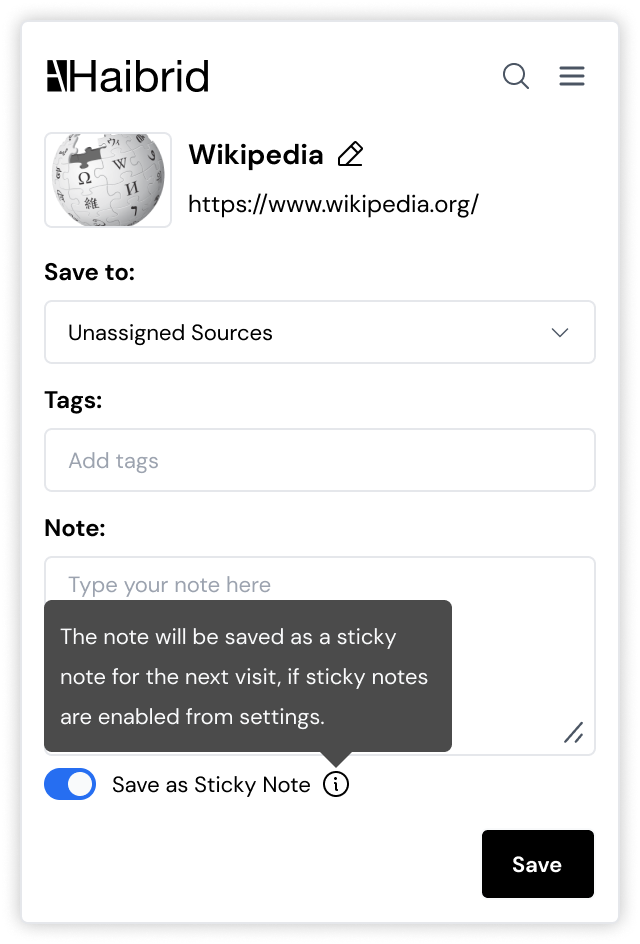 Haibrid
Wikipedia
https://www.wikipedia.org/
Save to:
Unassigned Sources
Tags:
Add tags
Note:
Type your note here
The note will be saved as a sticky
note for the next visit, if sticky notes
are enabled from settings.
Save as Sticky Note
Save